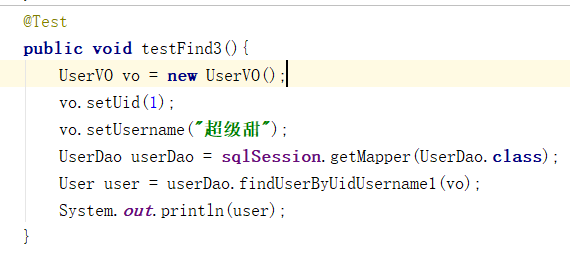 @Test
public void testFind3(){
UserVO vo = new UserVO();
vo.setUid(1);
vo.setUsername("超级甜");
UserDao userDao = sqlSession.getMapper(UserDao.class);
User user = userDao.findUserByUidUsername1(vo);
System.out.println(user);
}